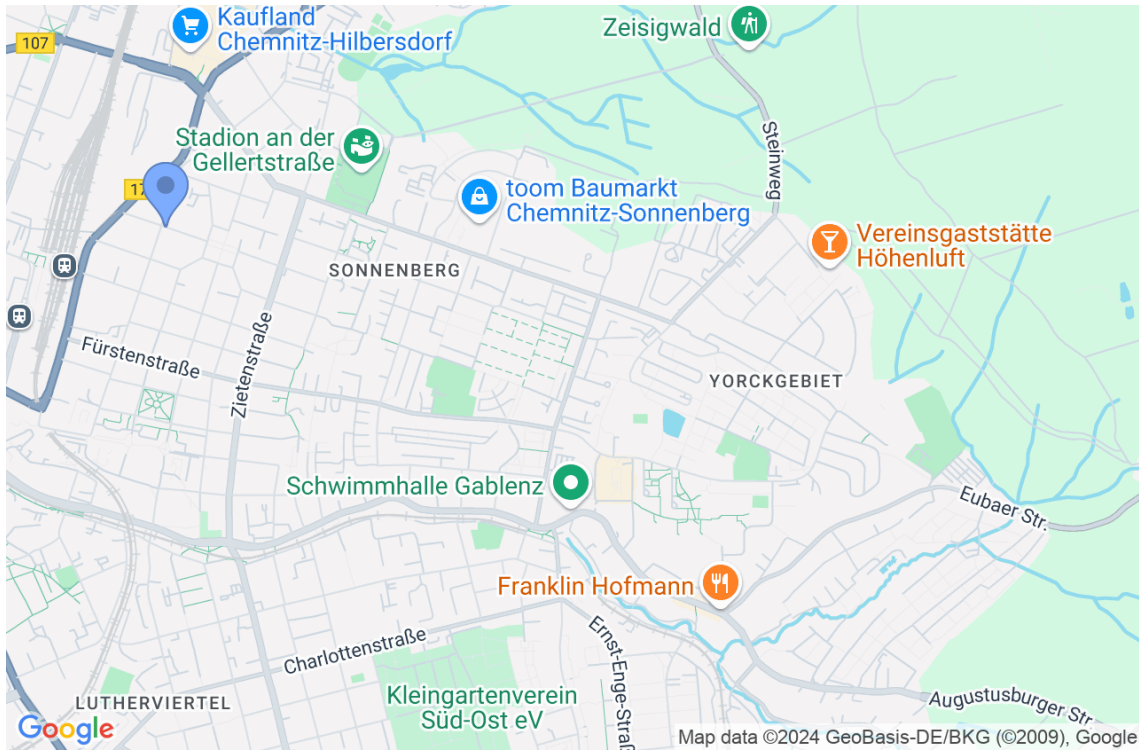 Kaufland
Chemnitz-Hilbersdorf
Zeisigwald
107
Steinweg
Stadion an der
Gellertstraße
17
toom Baumarkt
Chemnitz-Sonnenberg
Vereinsgaststätte
Höhenluft
SONNENBERG
Fürstenstraße
Zietenstraße
YORCKGEBIET
Schwimmhalle Gablenz
Eubaer Str.
Franklin Hofmann
Charlottenstraße
Ernst-Enge-Straß
Kleingartenverein
Süd-Ost eV
LUTHERVIERTEL
Augustusburger Str.
Google
Map data ©2024 GeoBasis-DE/BKG (©2009), Google